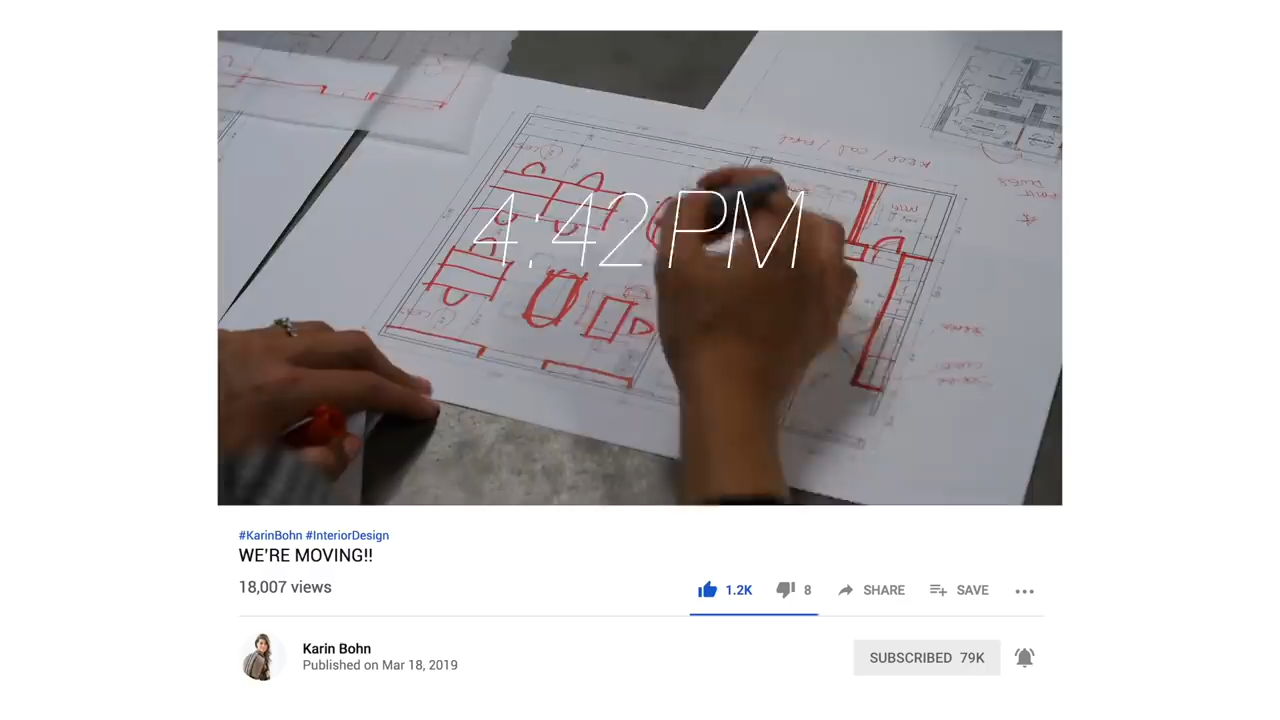 4:42 PM
#KarinBohn #InteriorDesign
WE'RE MOVING!!
18,007 views
1.2K 8 SHARE SAVE
Karin Bohn
Published on Mar 18, 2019
SUBSCRIBED 79K